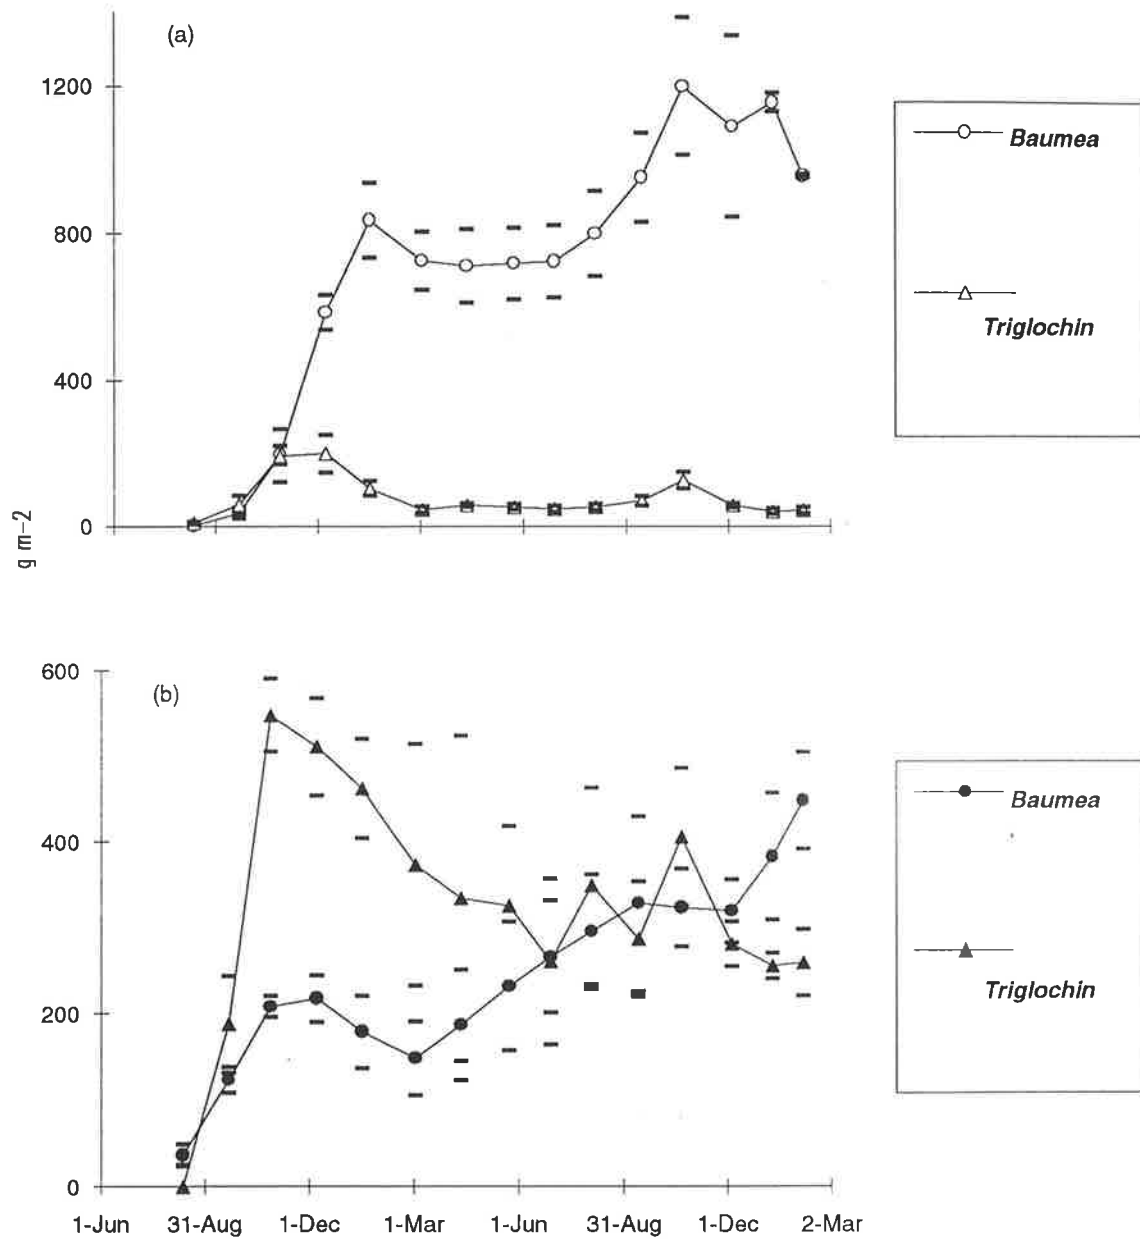 (a)
1200
800
400
0
g m-2
Baumea
Triglochin
(b)
600
400
200
0
1-Jun 31-Aug 1-Dec 1-Mar 1-Jun 31-Aug 1-Dec 2-Mar
Baumea
Triglochin